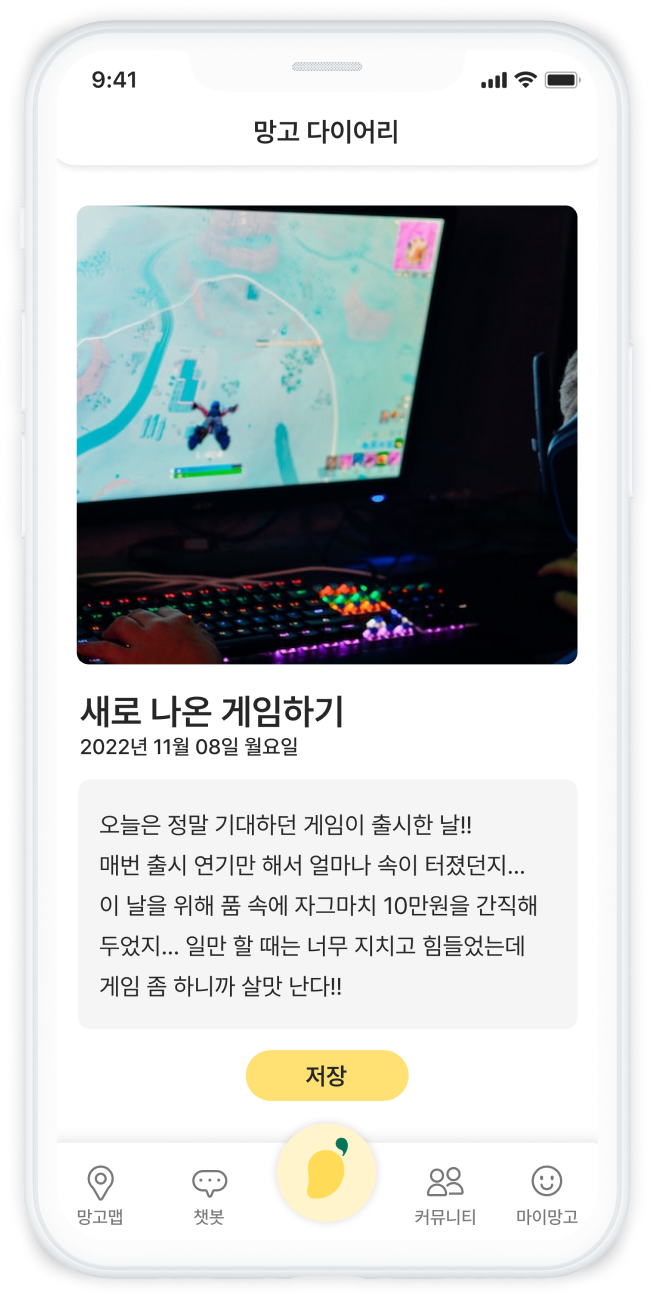 9:41
망고 다이어리
새로 나온 게임하기
2022년 11월 08일 월요일
오늘은 정말 기대하던 게임이 출시한 날!!
매번 출시 연기만 해서 얼마나 속이 터졌던지...
이 날을 위해 품 속에 자그마치 10만원을 간직해
두었지... 일만 할 때는 너무 지치고 힘들었는데
게임 좀 하니까 살맛 난다!!
저장
망고맵
챗봇
커뮤니티
마이망고